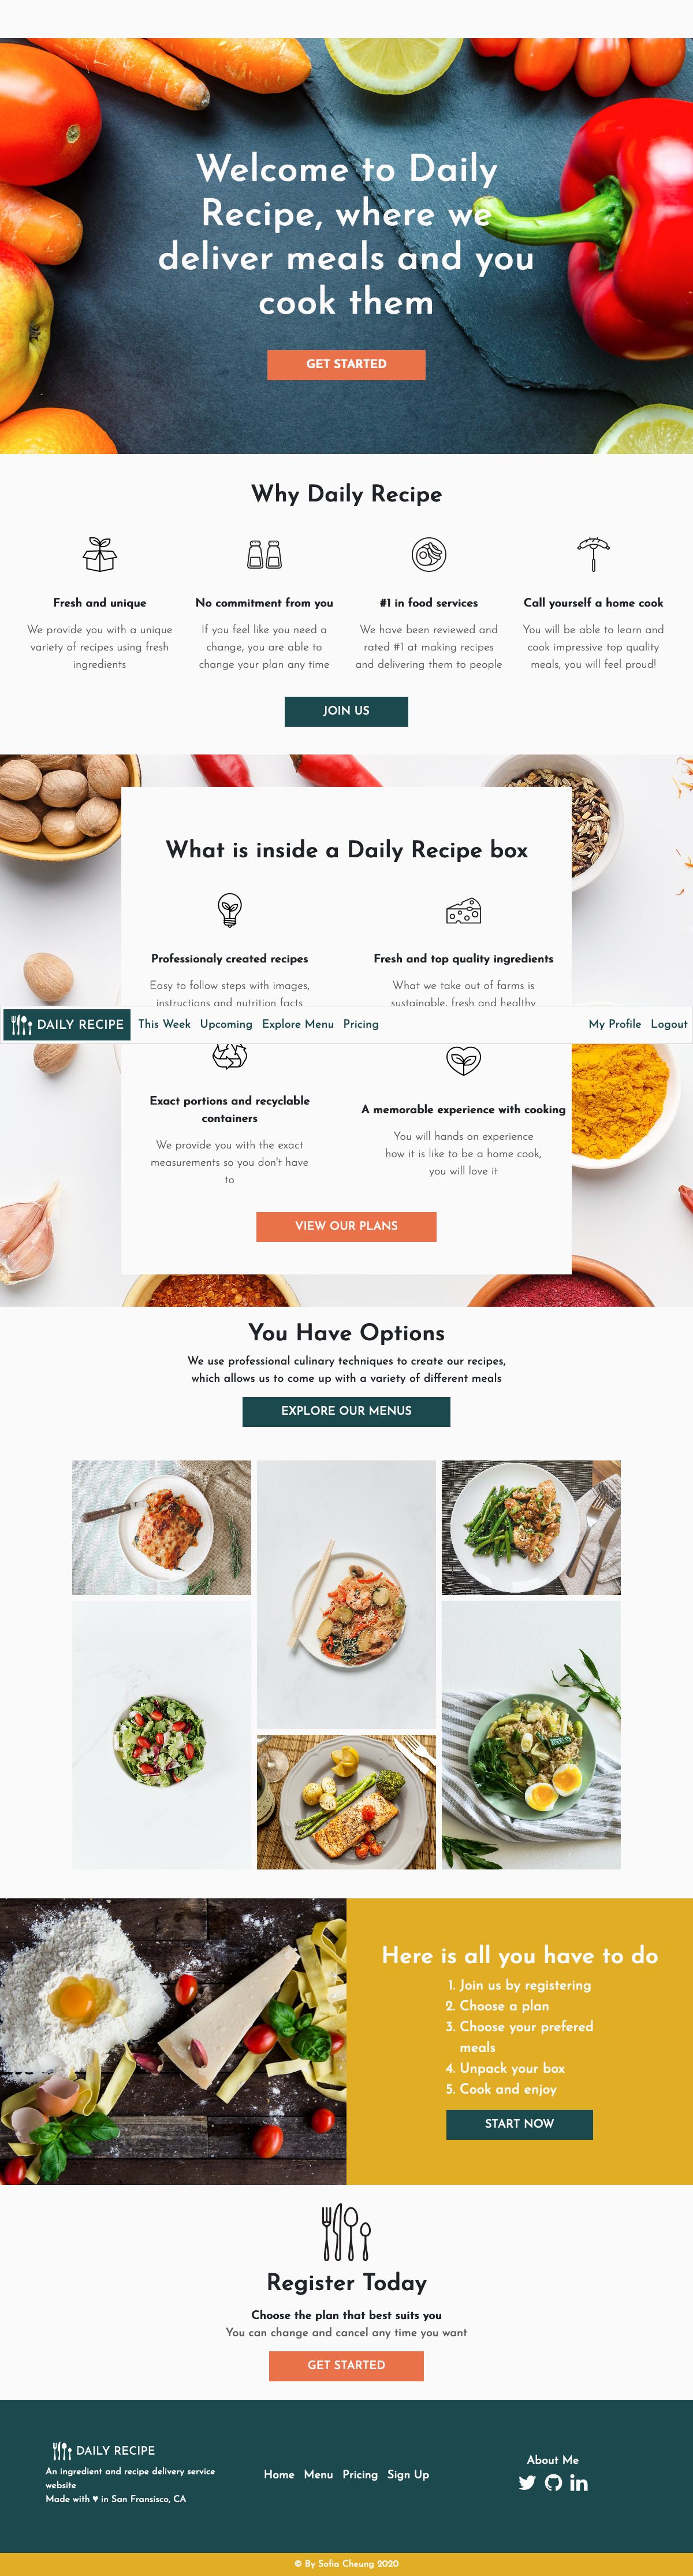 Welcome to Daily
Recipe, where we
deliver meals and you
cook them
GET STARTED
Why Daily Recipe
Fresh and unique
We provide you with a unique
variety of recipes using fresh
ingredients
No commitment from you
If you feel like you need a
change, you are able to
change your plan any time
#1 in food services
We have been reviewed and
rated #1 at making recipes
and delivering them to people
Call yourself a home cook
You will be able to learn and
cook impressive top quality
meals, you will feel proud!
JOIN US
What is inside a Daily Recipe box
Professionaly created recipes
Easy to follow steps with images,
instructions and nutrition facts
Fresh and top quality ingredients
What we take out of farms is
sustainable, fresh and healthy
DAILY RECIPE This Week Upcoming Explore Menu Pricing My Profile Logout
Exact portions and recyclable
containers
We provide you with the exact
measurements so you don't have
to
A memorable experience with cooking
You will hands on experience
how it is like to be a home cook,
you will love it
VIEW OUR PLANS
You Have Options
We use professional culinary techniques to create our recipes,
which allows us to come up with a variety of different meals
EXPLORE OUR MENUS
Here is all you have to do
1. Join us by registering
2. Choose a plan
3. Choose your prefered
meals
4. Unpack your box
5. Cook and enjoy
START NOW
Register Today
Choose the plan that best suits you
You can change and cancel any time you want
GET STARTED
DAILY RECIPE
An ingredient and recipe delivery service
website
Made with ♥ in San Fransisco, CA
Home Menu Pricing Sign Up
About Me
© By Sofia Cheung 2020